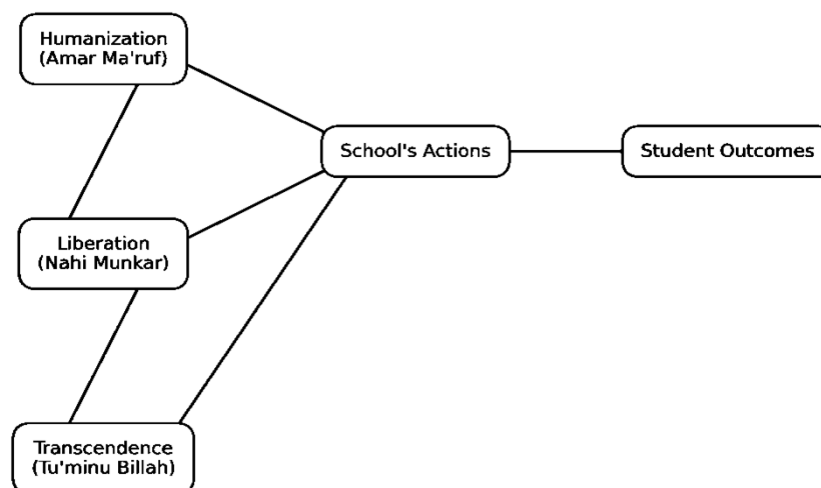 Humanization
(Amar Ma'ruf)
School's Actions
Student Outcomes
Liberation
(Nahi Munkar)
Transcendence
(Tu'minu Billah)